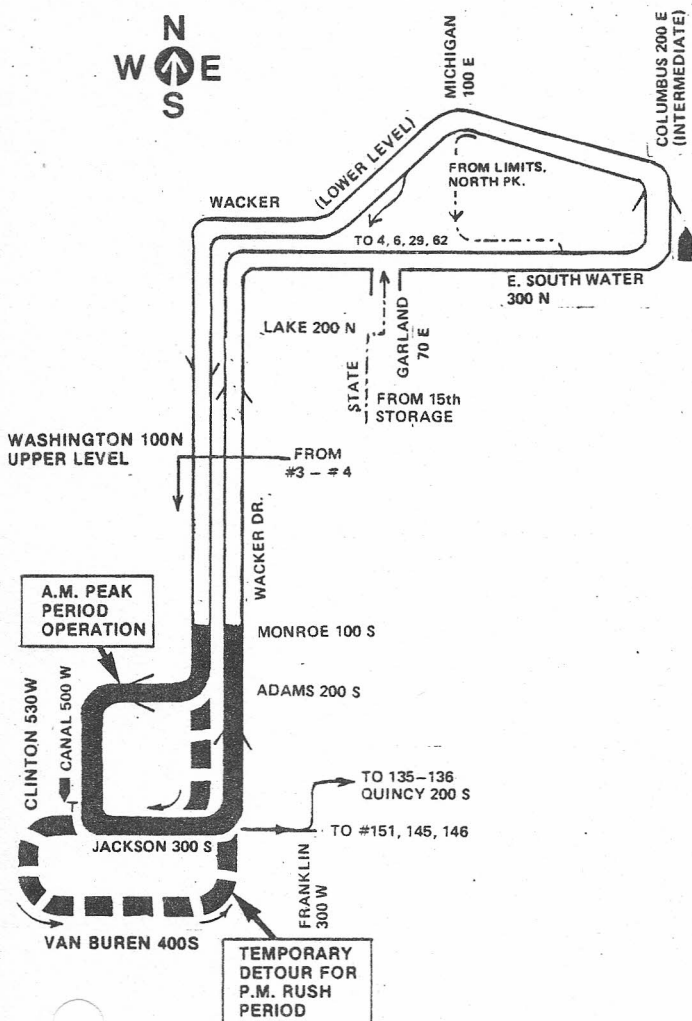 N
W E
S
MICHIGAN
100 E
COLUMBUS 200 E
(INTERMEDIATE)
(LOWER LEVEL)
FROM LIMITS,
NORTH PK.
WACKER
TO 4, 6, 29, 62
E. SOUTH WATER
300 N
LAKE 200 N
GARLAND
70 E
STATE
FROM 15th
STORAGE
WASHINGTON 100N
UPPER LEVEL
FROM
#3 – #4
WACKER DR.
A.M. PEAK
PERIOD
OPERATION
MONROE 100 S
ADAMS 200 S
CLINTON 530W
CANAL 500 W
T
TO 135–136
QUINCY 200 S
TO #151, 145, 146
JACKSON 300 S
FRANKLIN
300 W
VAN BUREN 400S
TEMPORARY
DETOUR FOR
P.M. RUSH
PERIOD